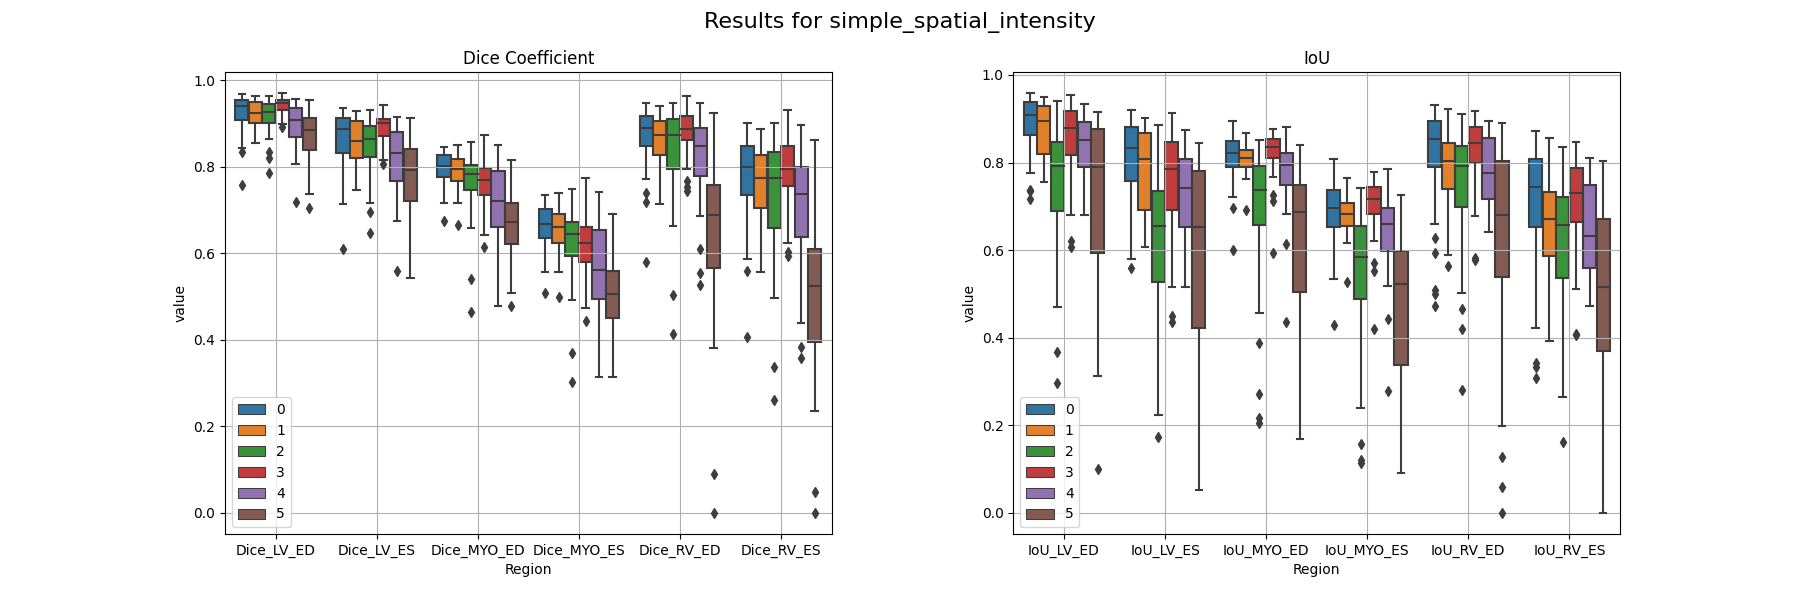 Results for simple_spatial_intensity
Dice Coefficient
value
1.0
0.8
0.6
0.4
0.2
0.0
0
1
2
3
4
5
Dice_LV_ED Dice_LV_ES Dice_MYO_ED Dice_MYO_ES Dice_RV_ED Dice_RV_ES
Region
IoU
value
1.0
0.8
0.6
0.4
0.2
0.0
0
1
2
3
4
5
IoU_LV_ED IoU_LV_ES IoU_MYO_ED IoU_MYO_ES IoU_RV_ED IoU_RV_ES
Region